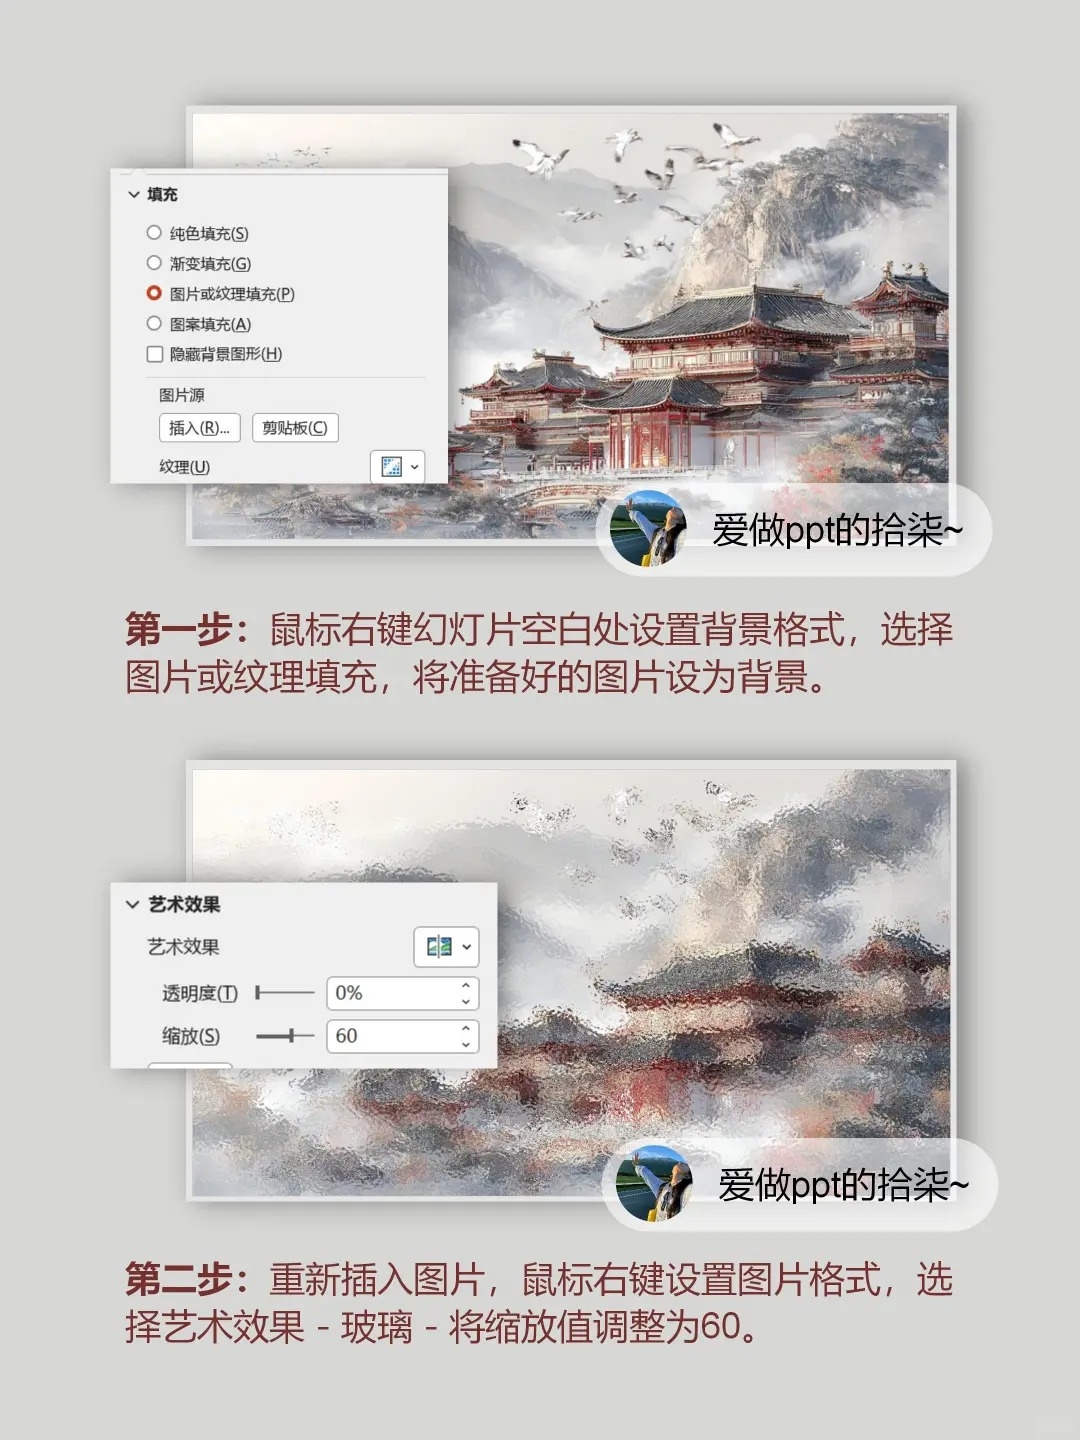 填充
纯色填充(S)
渐变填充(G)
图片或纹理填充(P)
图案填充(A)
隐藏背景图形(H)
图片源
插入(R)...
剪贴板(C)
纹理(U)
爱做ppt的拾柒~
第一步：鼠标右键幻灯片空白处设置背景格式，选择
图片或纹理填充，将准备好的图片设为背景。
艺术效果
艺术效果
透明度(T)
0%
缩放(S)
60
爱做ppt的拾柒~
第二步：重新插入图片，鼠标右键设置图片格式，选
择艺术效果 - 玻璃 - 将缩放值调整为60。